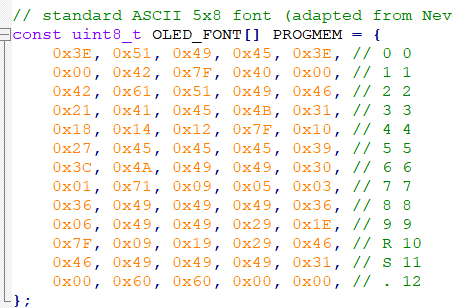 // standard ASCII 5x8 font (adapted from Nev
const uint8_t OLED_FONT[] PROGMEM = {
0x3E, 0x51, 0x49, 0x45, 0x3E, // 0 0
0x00, 0x42, 0x7F, 0x40, 0x00, // 1 1
0x42, 0x61, 0x51, 0x49, 0x46, // 2 2
0x21, 0x41, 0x45, 0x4B, 0x31, // 3 3
0x18, 0x14, 0x12, 0x7F, 0x10, // 4 4
0x27, 0x45, 0x45, 0x45, 0x39, // 5 5
0x3C, 0x4A, 0x49, 0x49, 0x30, // 6 6
0x01, 0x71, 0x09, 0x05, 0x03, // 7 7
0x36, 0x49, 0x49, 0x49, 0x36, // 8 8
0x06, 0x49, 0x49, 0x29, 0x1E, // 9 9
0x7F, 0x09, 0x19, 0x29, 0x46, // R 10
0x46, 0x49, 0x49, 0x49, 0x31, // S 11
0x00, 0x60, 0x60, 0x00, 0x00, // . 12
};